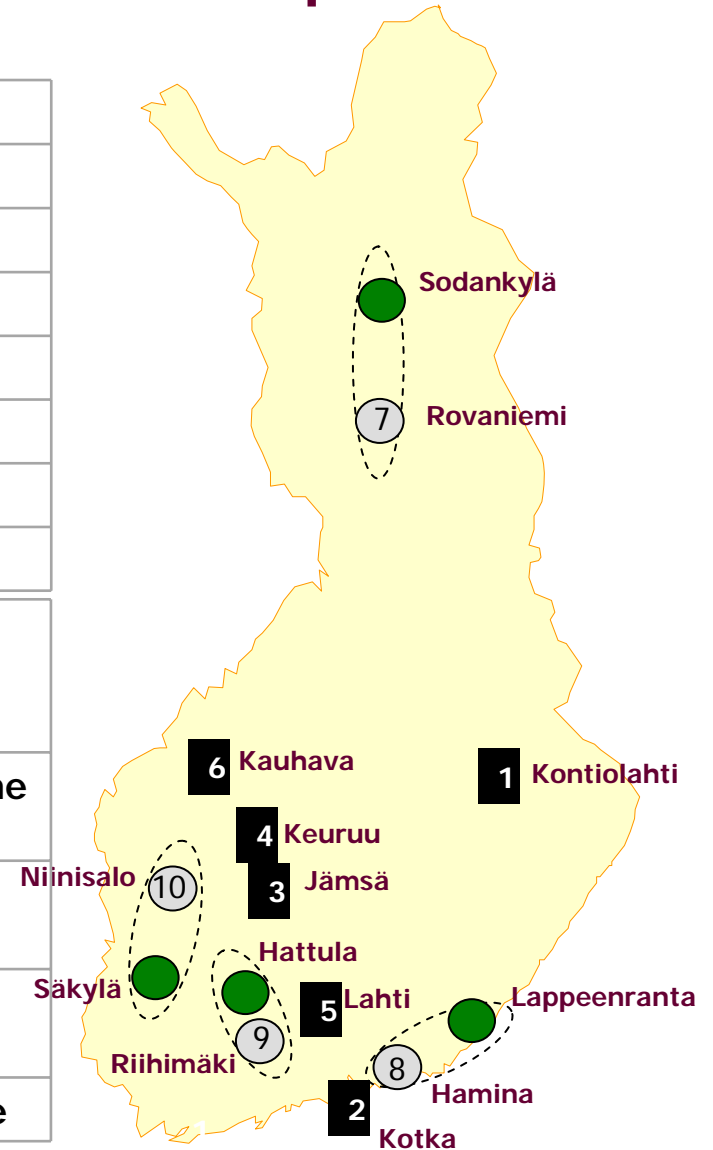 Sodankylä
7 Rovaniemi
6 Kauhava
1 Kontiolahti
4 Keuruu
Niinisalo 10
3 Jämsä
Hattula
Säkylä
5 Lahti
Lappeenranta
9
Riihimäki
8
Hamina
2
Kotka
1